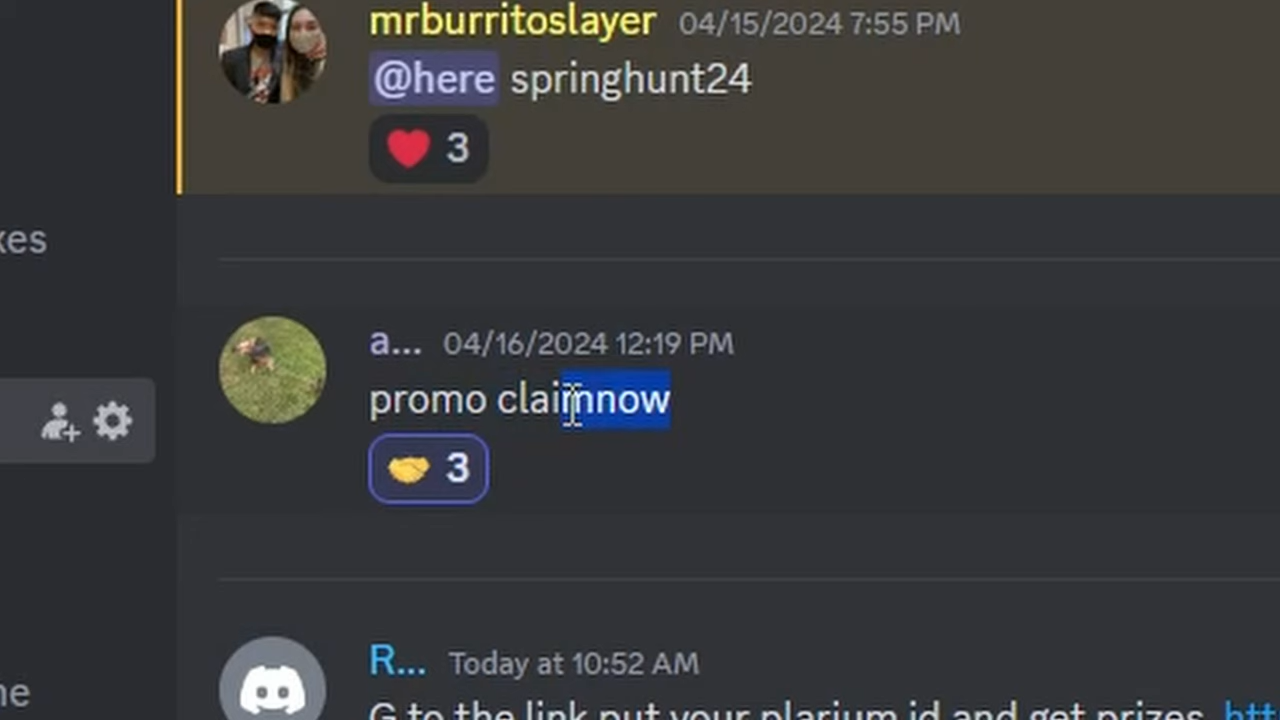 mrburritoslayer 04/15/2024 7:55 PM
@here springhunt24
3
a... 04/16/2024 12:19 PM
promo claimnow
3
R... Today at 10:52 AM
G to the link put your plarium id and get prizes